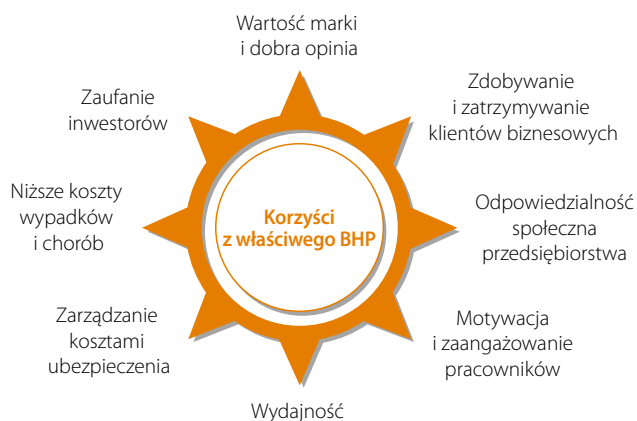 Wartość marki
i dobra opinia
Zdobywanie
i zatrzymywanie
klientów biznesowych
Odpowiedzialność
społeczna
przedsiębiorstwa
Motywacja
i zaangażowanie
pracowników
Wydajność
Zarządzanie
kosztami
ubezpieczenia
Niższe koszty
wypadków
i chorób
Zaufanie
inwestorów
Korzyści
z właściwego BHP